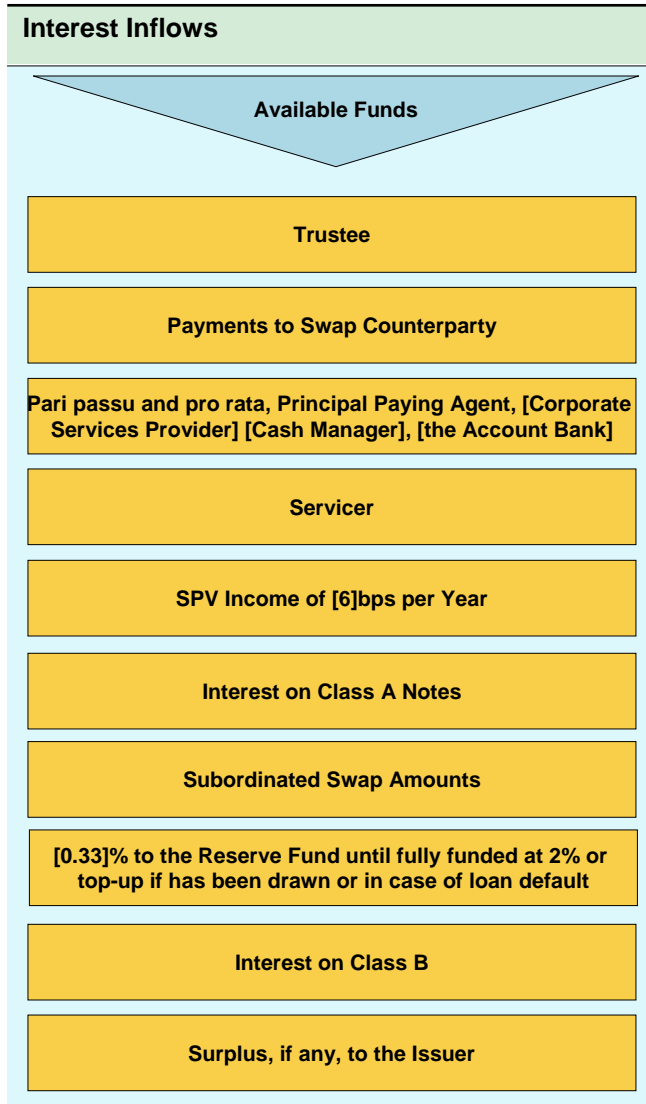 Interest Inflows
Available Funds
Trustee
Payments to Swap Counterparty
Pari passu and pro rata, Principal Paying Agent, [Corporate
Services Provider] [Cash Manager], [the Account Bank]
Servicer
SPV Income of [6]bps per Year
Interest on Class A Notes
Subordinated Swap Amounts
[0.33]% to the Reserve Fund until fully funded at 2% or
top-up if has been drawn or in case of loan default
Interest on Class B
Surplus, if any, to the Issuer